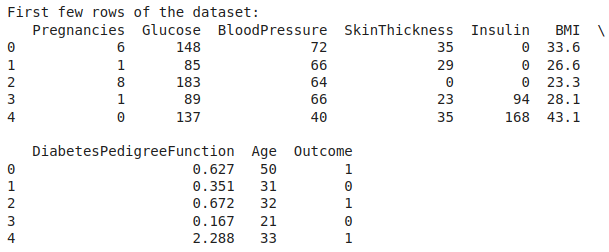 First few rows of the dataset:
   Pregnancies  Glucose  BloodPressure  SkinThickness  Insulin   BMI  \
0            6      148             72             35        0  33.6
1            1       85             66             29        0  26.6
2            8      183             64              0        0  23.3
3            1       89             66             23       94  28.1
4            0      137             40             35      168  43.1
   DiabetesPedigreeFunction  Age  Outcome
0                     0.627   50        1
1                     0.351   31        0
2                     0.672   32        1
3                     0.167   21        0
4                     2.288   33        1